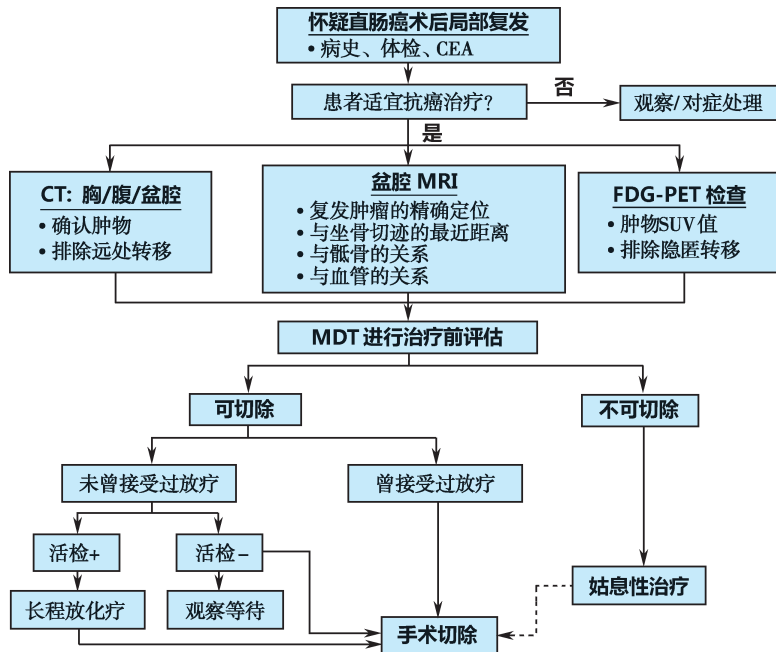 怀疑直肠癌术后局部复发
• 病史、体检、CEA
患者适宜抗癌治疗?
否
观察/对症处理
是
CT: 胸/腹/盆腔
• 确认肿物
• 排除远处转移
盆腔 MRI
• 复发肿瘤的精确定位
• 与坐骨切迹的最近距离
• 与骶骨的关系
• 与血管的关系
FDG-PET 检查
• 肿物SUV值
• 排除隐匿转移
MDT 进行治疗前评估
可切除
不可切除
未曾接受过放疗
曾接受过放疗
活检+
活检−
长程放化疗
观察等待
姑息性治疗
手术切除